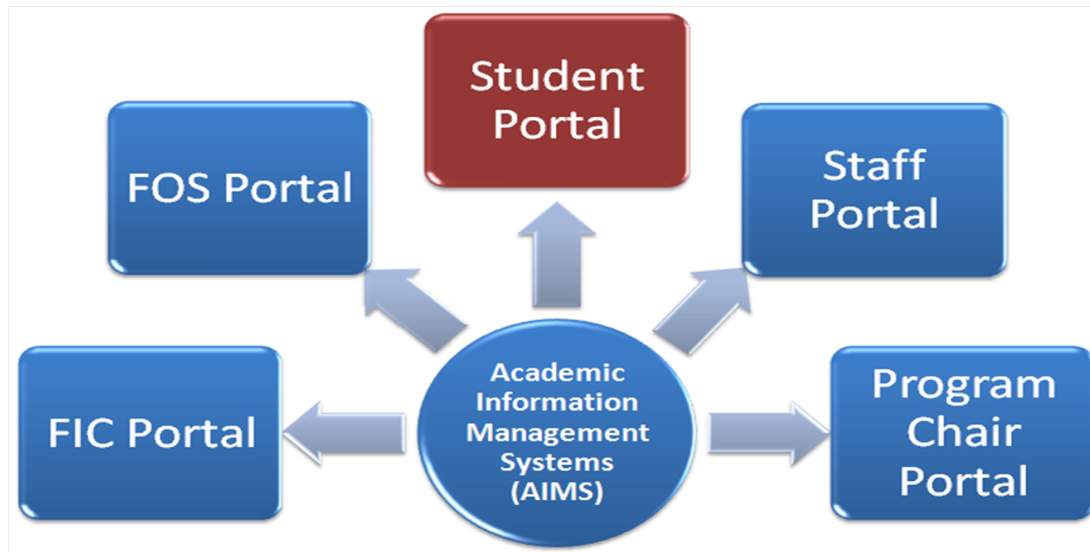 Student
Portal
FOS Portal
Staff
Portal
FIC Portal
Academic
Information
Management
Systems
(AIMS)
Program
Chair
Portal